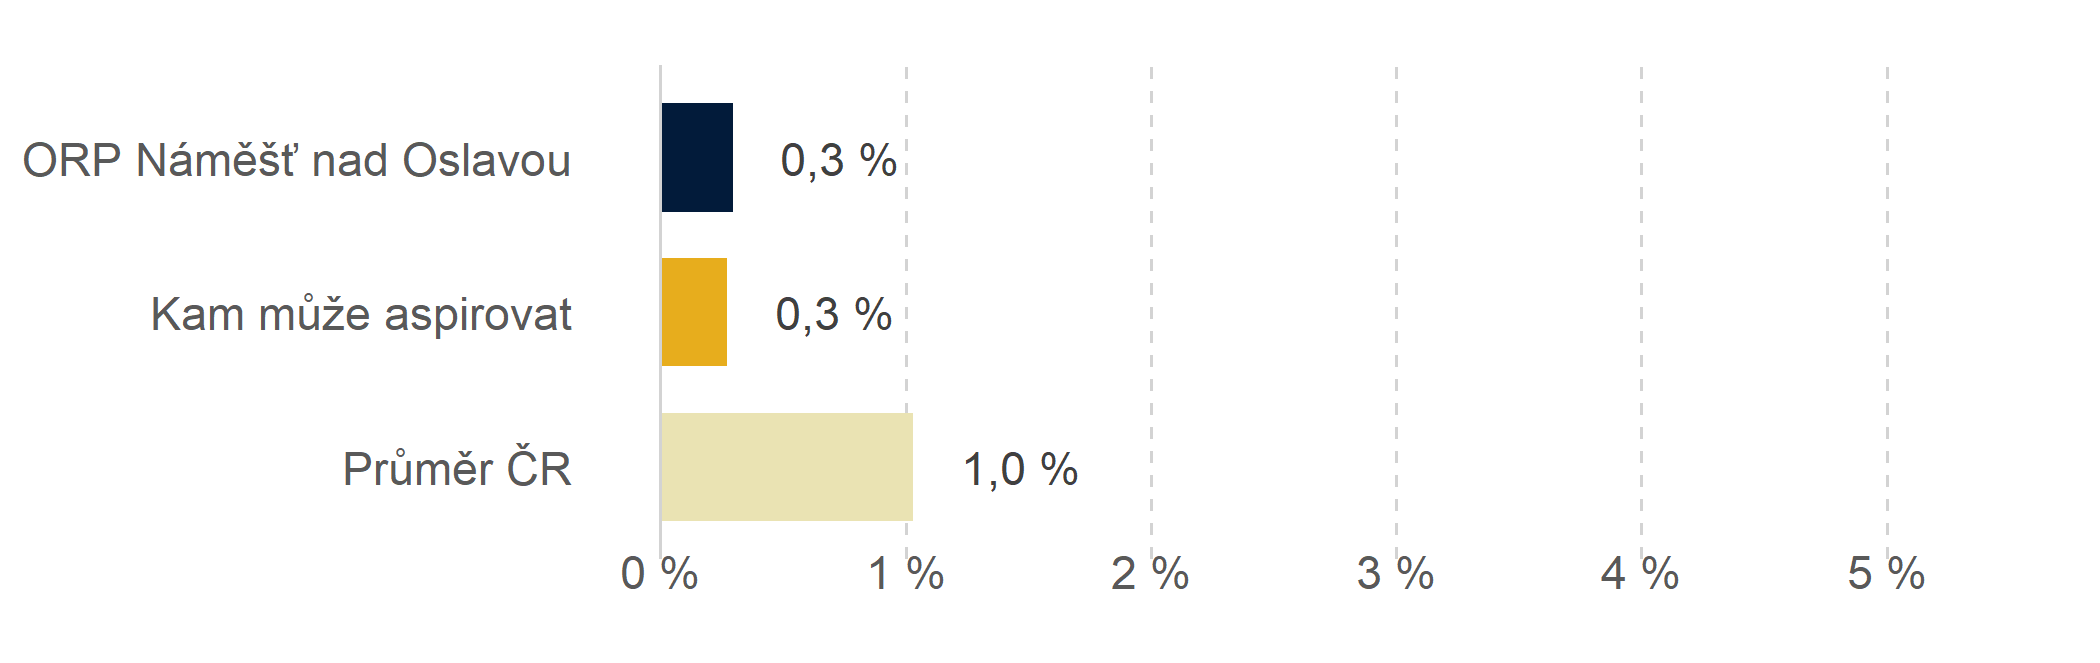 ORP Náměšť nad Oslavou
0,3 %
Kam může aspirovat
0,3 %
Průměr ČR
1,0 %
0 % 1 % 2 % 3 % 4 % 5 %